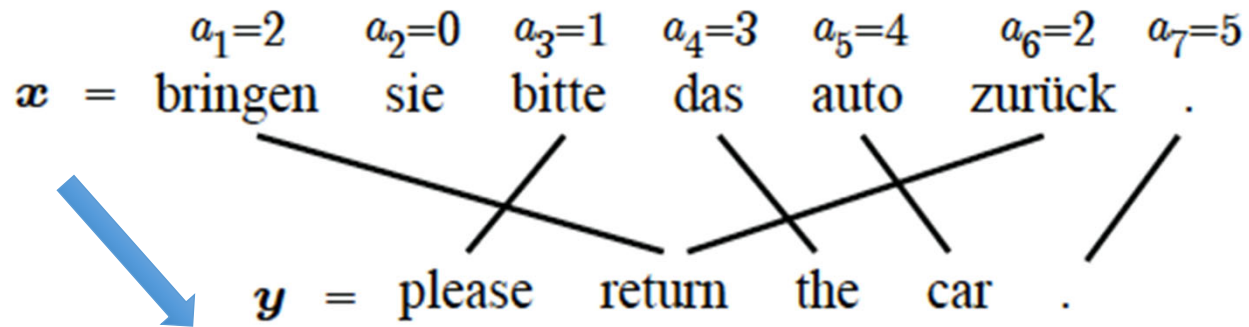 a₁=2 a₂=0 a₃=1 a₄=3 a₅=4 a₆=2 a₇=5
x = bringen sie bitte das auto zurück .
y = please return the car .